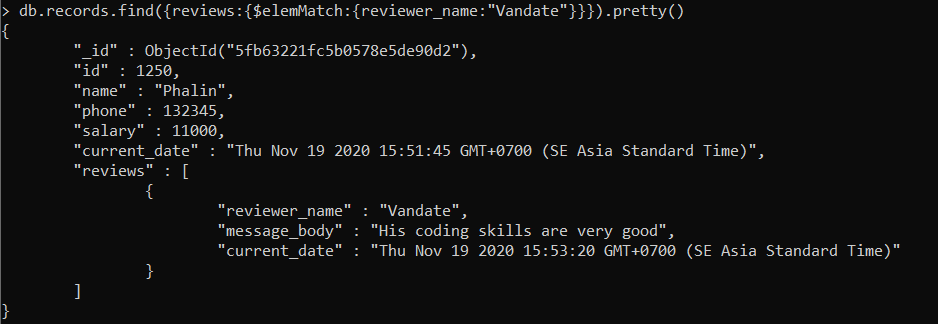 > db.records.find({reviews:{$elemMatch:{reviewer_name:"Vandate"}}}).pretty()
{
        "_id" : ObjectId("5fb63221fc5b0578e5de90d2"),
        "id" : 1250,
        "name" : "Phalin",
        "phone" : 132345,
        "salary" : 11000,
        "current_date" : "Thu Nov 19 2020 15:51:45 GMT+0700 (SE Asia Standard Time)",
        "reviews" : [
                {
                        "reviewer_name" : "Vandate",
                        "message_body" : "His coding skills are very good",
                        "current_date" : "Thu Nov 19 2020 15:53:20 GMT+0700 (SE Asia Standard Time)"
                }
        ]
}